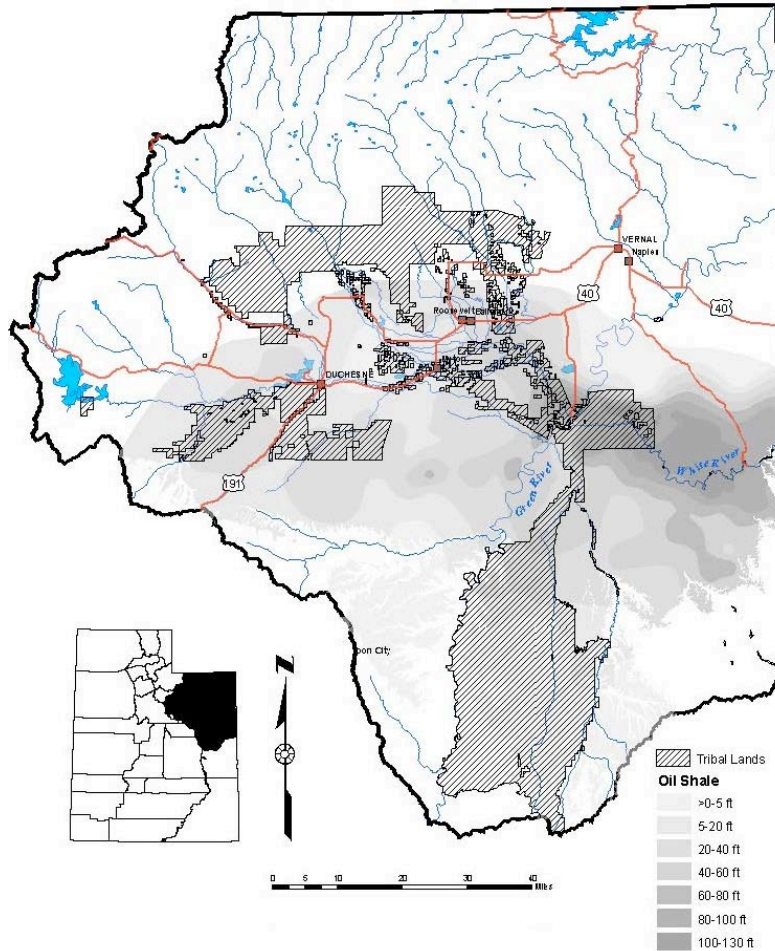 VERNAL
Naples
40
40
Roosevelt
DUCHESNE
191
Green River
White River
oon City
N
Tribal Lands
Oil Shale
>0-5 ft
5-20 ft
20-40 ft
40-60 ft
60-80 ft
80-100 ft
100-130 ft
0 5 10 20 30 40
Miles